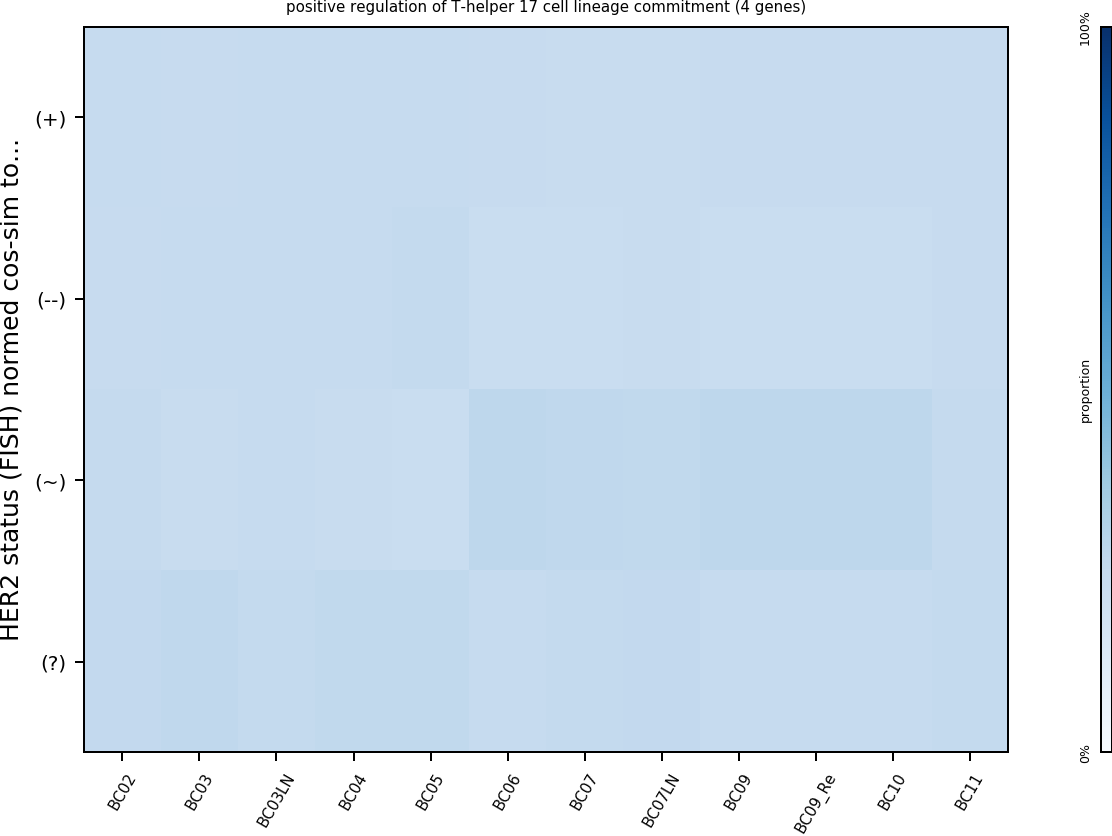 positive regulation of T-helper 17 cell lineage commitment (4 genes)
HER2 status (FISH) normed cos-sim to...
(+)
(--)
(~)
(?)
BC02
BC03
BC03LN
BC04
BC05
BC06
BC07
BC07LN
BC09
BC09_Re
BC10
BC11
100%
proportion
0%